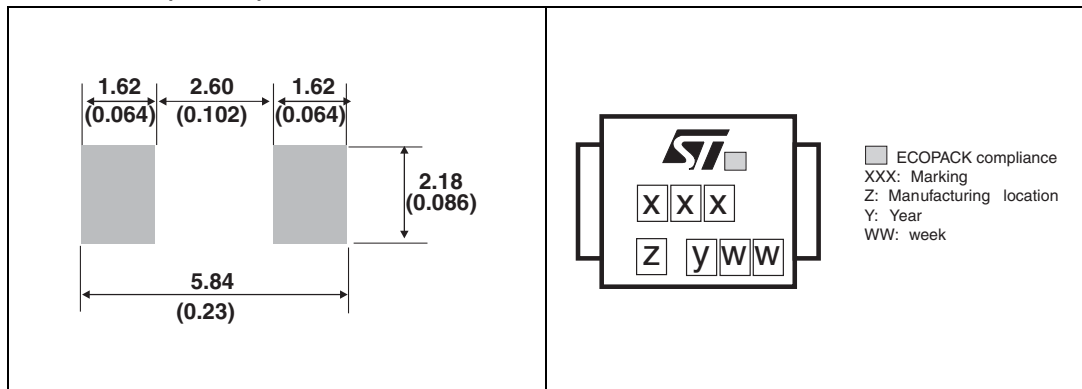 1.62 2.60 1.62
(0.064) (0.102) (0.064)
2.18
(0.086)
5.84
(0.23)
ST
x x x
z y w w
ECOPACK compliance
XXX: Marking
Z: Manufacturing location
Y: Year
WW: week